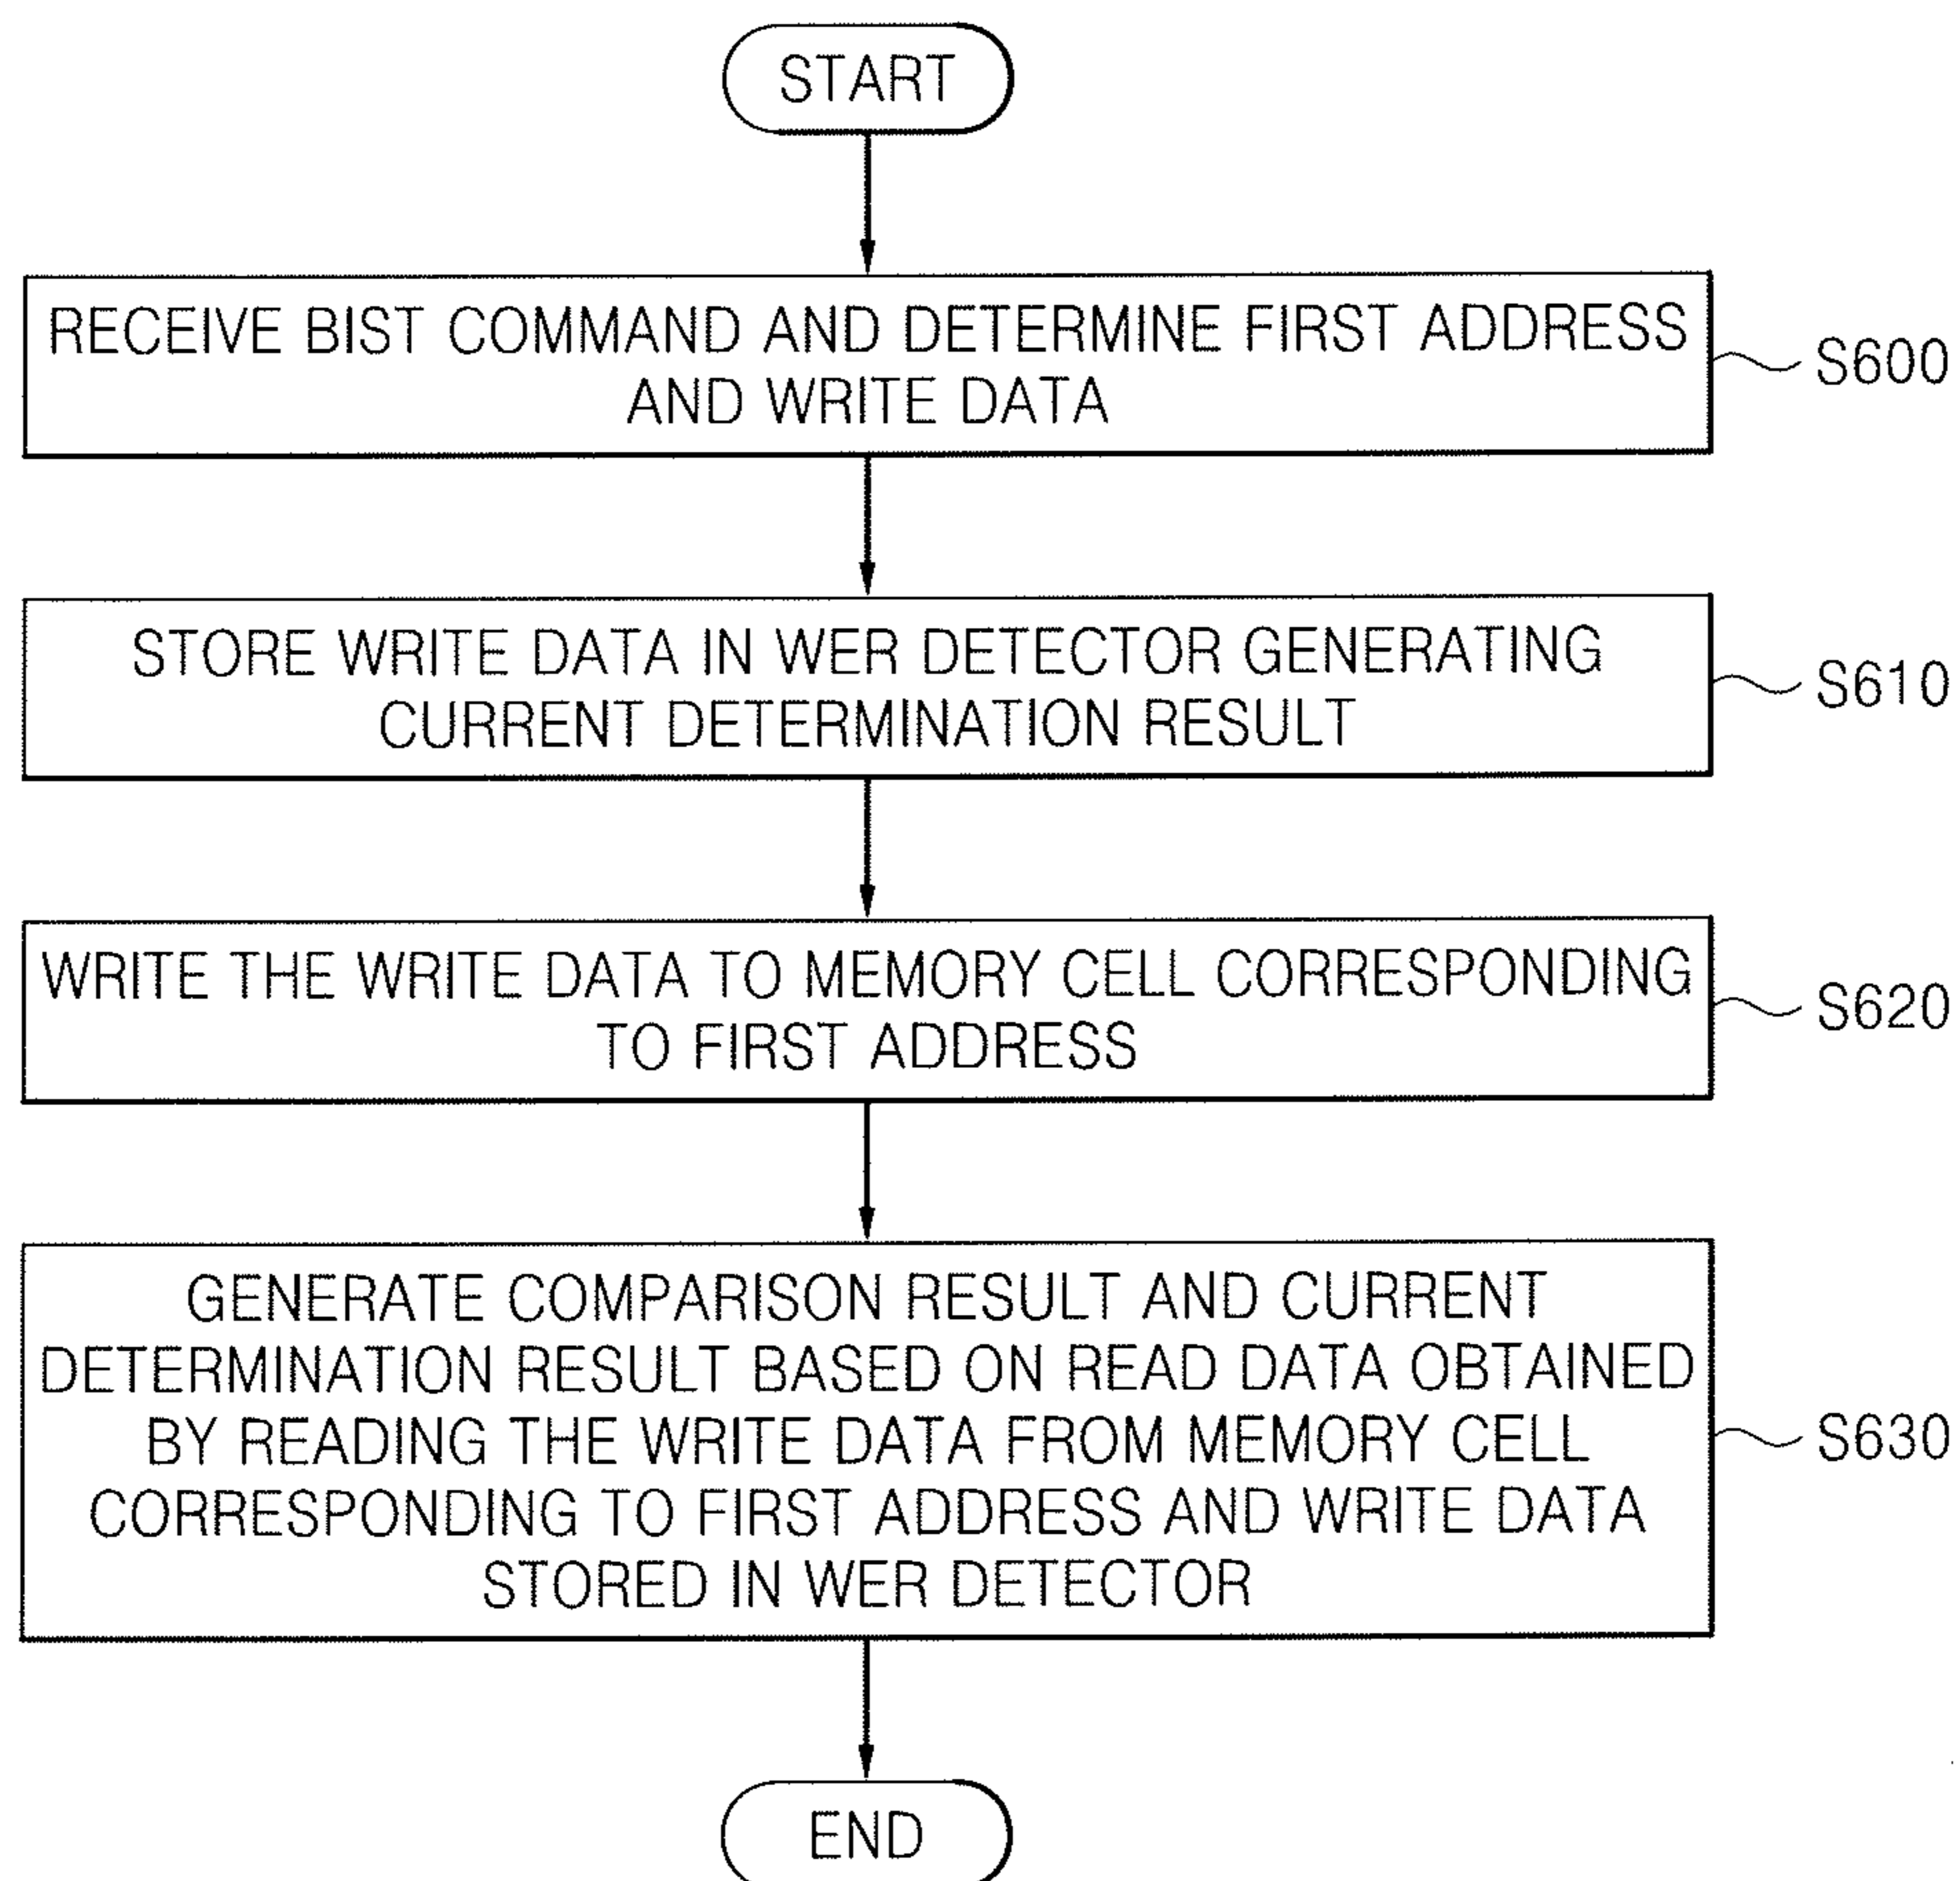 START
RECEIVE BIST COMMAND AND DETERMINE FIRST ADDRESS
AND WRITE DATA
S600
STORE WRITE DATA IN WER DETECTOR GENERATING
CURRENT DETERMINATION RESULT
S610
WRITE THE WRITE DATA TO MEMORY CELL CORRESPONDING
TO FIRST ADDRESS
S620
GENERATE COMPARISON RESULT AND CURRENT
DETERMINATION RESULT BASED ON READ DATA OBTAINED
BY READING THE WRITE DATA FROM MEMORY CELL
CORRESPONDING TO FIRST ADDRESS AND WRITE DATA
STORED IN WER DETECTOR
S630
END